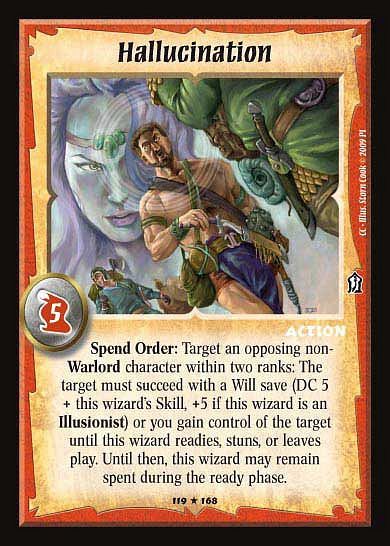 Hallucination
CC • Illus. Storn Cook © 2009 PI
5
ACTION
Spend Order: Target an opposing non-
Warlord character within two ranks: The
target must succeed with a Will save (DC 5
+ this wizard's Skill, +5 if this wizard is an
Illusionist) or you gain control of the target
until this wizard readies, stuns, or leaves
play. Until then, this wizard may remain
spent during the ready phase.
119 ★ 168